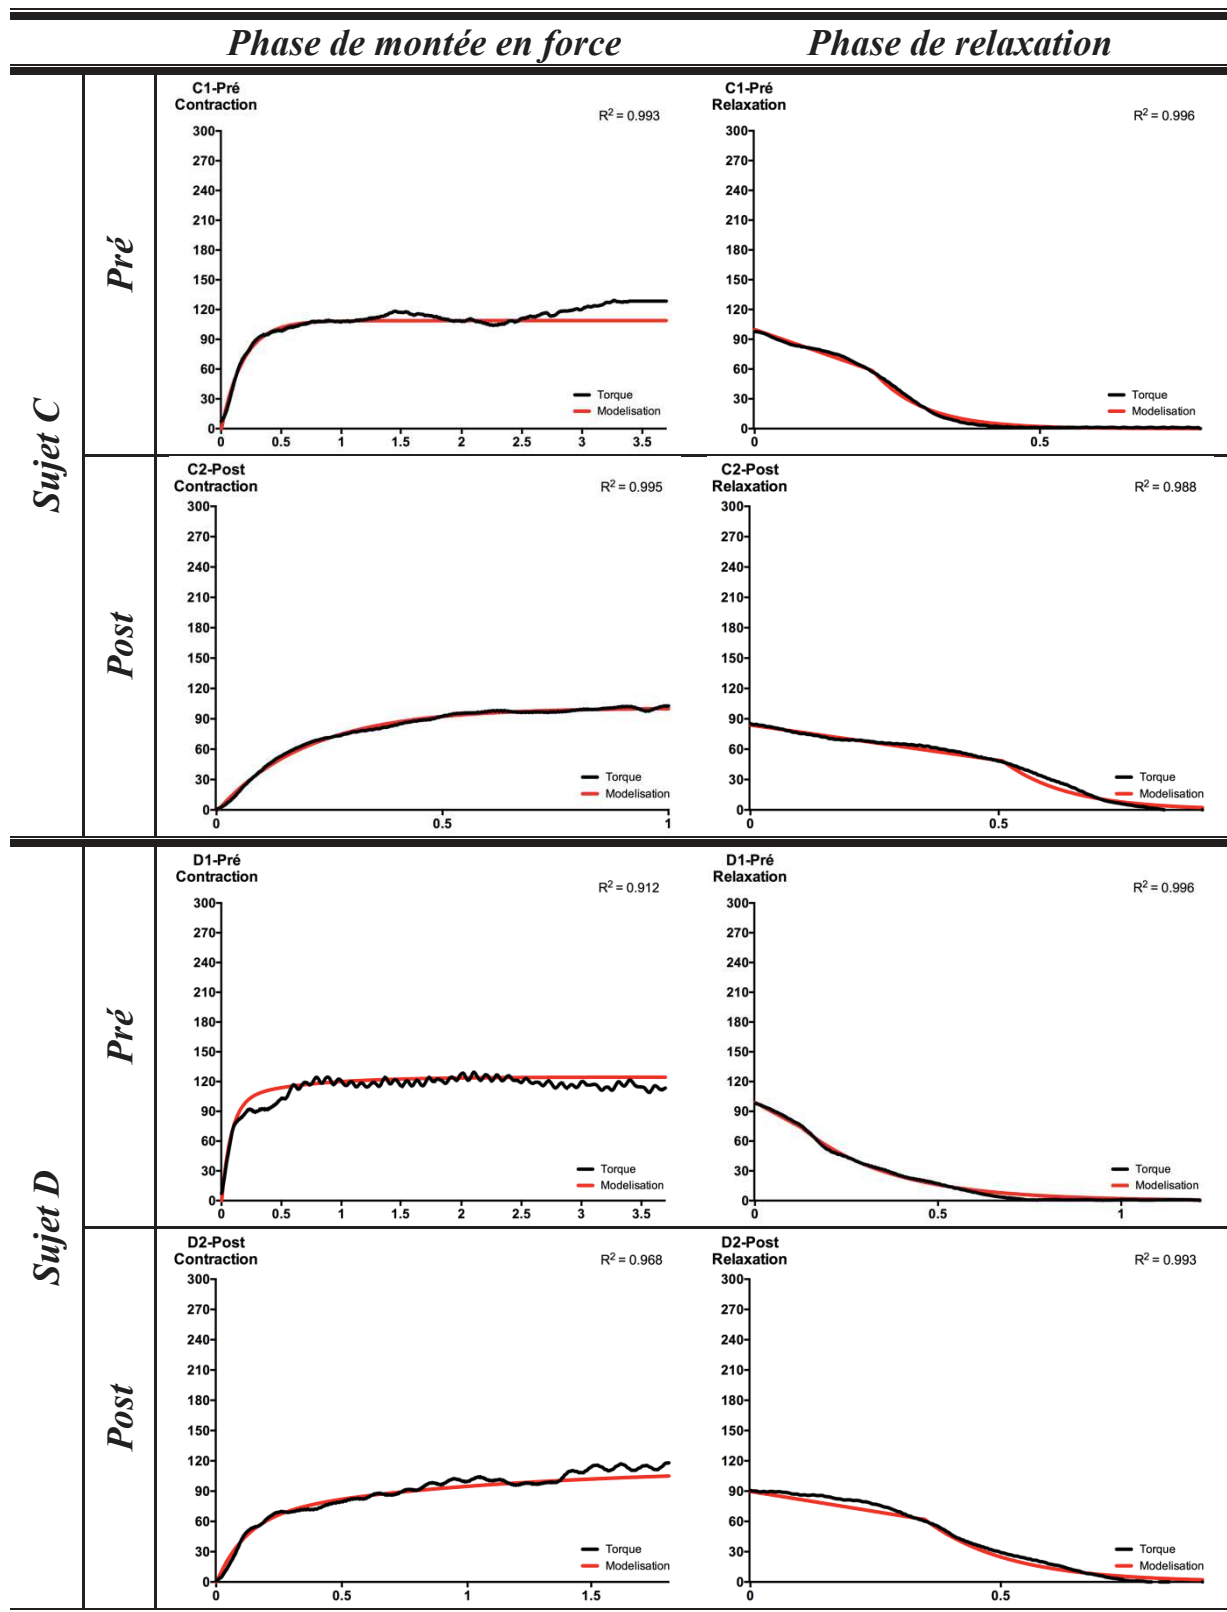 Phase de montée en force
Phase de relaxation
Sujet C
Pré
C1-Pré
Contraction
R² = 0.993
300
270
240
210
180
150
120
90
60
30
0
0 0.5 1 1.5 2 2.5 3 3.5
Torque
Modelisation
C1-Pré
Relaxation
R² = 0.996
300
270
240
210
180
150
120
90
60
30
0
0 0.5
Torque
Modelisation
Post
C2-Post
Contraction
R² = 0.995
300
270
240
210
180
150
120
90
60
30
0
0 0.5 1
Torque
Modelisation
C2-Post
Relaxation
R² = 0.988
300
270
240
210
180
150
120
90
60
30
0
0 0.5
Torque
Modelisation
Sujet D
Pré
D1-Pré
Contraction
R² = 0.912
300
270
240
210
180
150
120
90
60
30
0
0 0.5 1 1.5 2 2.5 3 3.5
Torque
Modelisation
D1-Pré
Relaxation
R² = 0.996
300
270
240
210
180
150
120
90
60
30
0
0 0.5 1
Torque
Modelisation
Post
D2-Post
Contraction
R² = 0.968
300
270
240
210
180
150
120
90
60
30
0
0 0.5 1 1.5
Torque
Modelisation
D2-Post
Relaxation
R² = 0.993
300
270
240
210
180
150
120
90
60
30
0
0 0.5
Torque
Modelisation